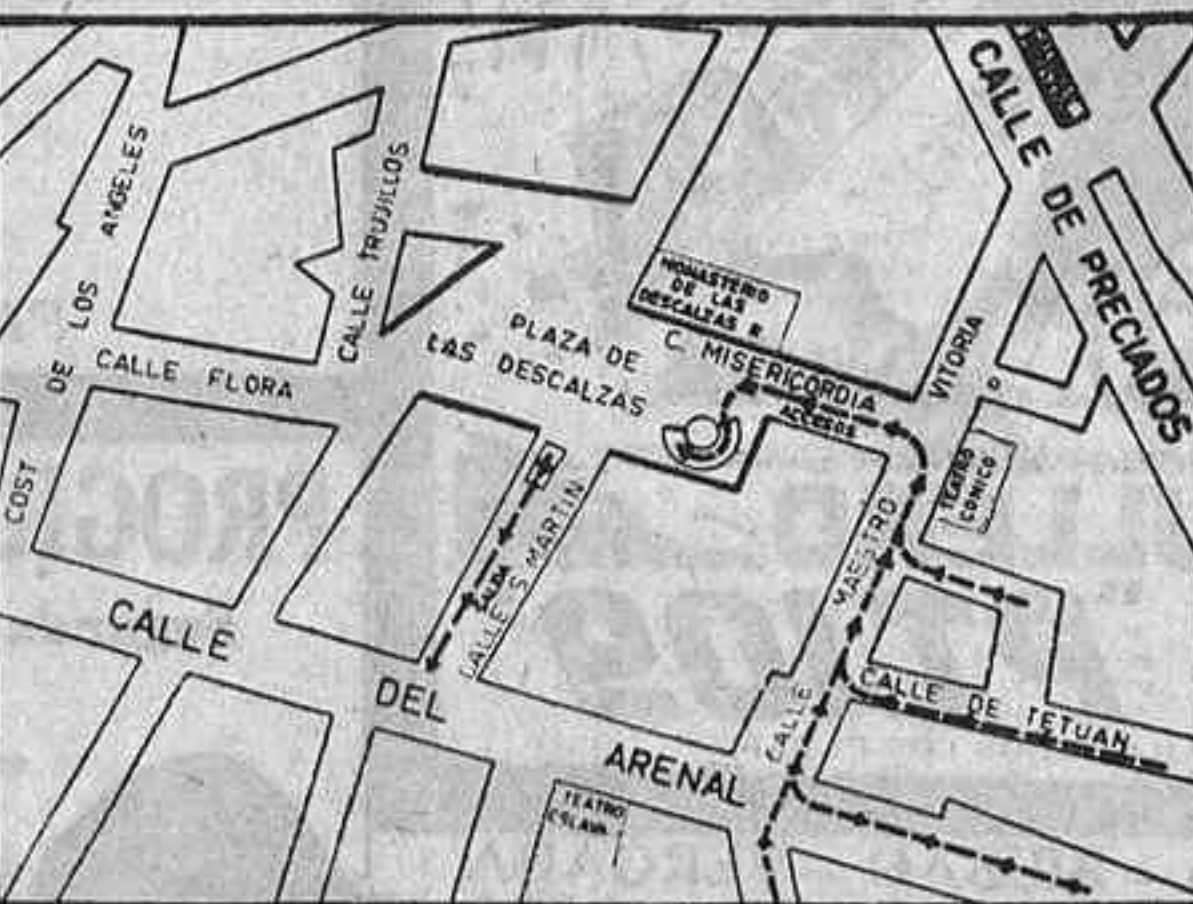 CALLE DE PRECIADOS
COST DE LOS ANGELES
CALLE TRUJILLOS
MONASTERIO
DE LAS
DESCALZAS R
PLAZA DE
LAS DESCALZAS
C. MISERICORDIA
ACCESOS
VITORIA
CALLE FLORA
TEATRO
COMICO
SALIDA
CALLE S MARTIN
CALLE MAESTRO
CALLE DEL ARENAL
CALLE DE TETUAN
TEATRO
ESLAVA